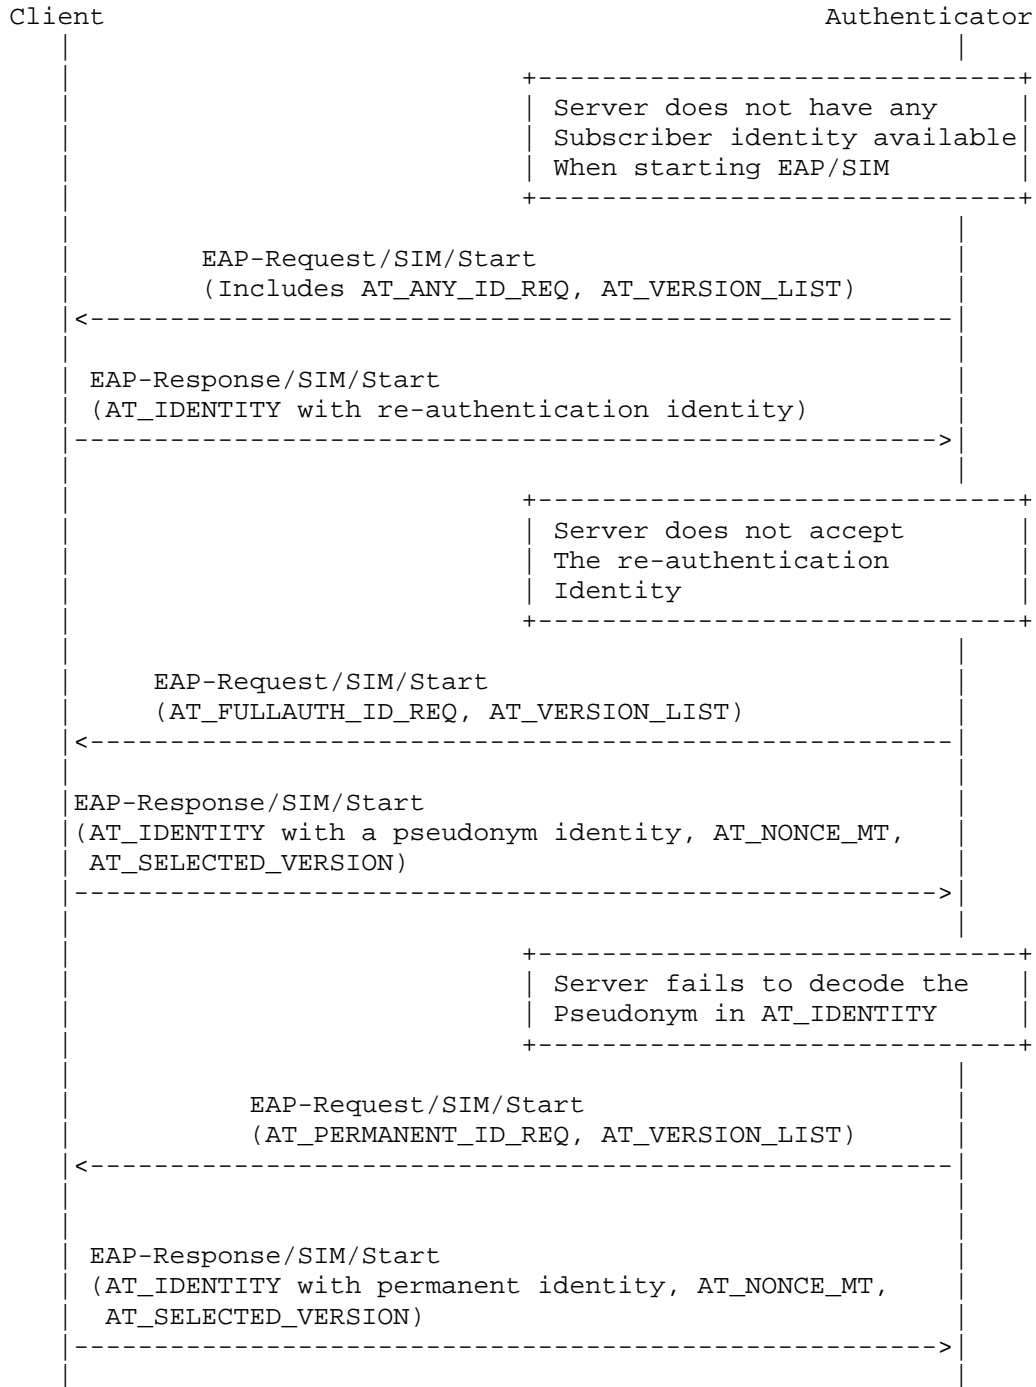 Client Authenticator
Server does not have any
Subscriber identity available
When starting EAP/SIM
EAP-Request/SIM/Start
(Includes AT_ANY_ID_REQ, AT_VERSION_LIST)
EAP-Response/SIM/Start
(AT_IDENTITY with re-authentication identity)
Server does not accept
The re-authentication
Identity
EAP-Request/SIM/Start
(AT_FULLAUTH_ID_REQ, AT_VERSION_LIST)
EAP-Response/SIM/Start
(AT_IDENTITY with a pseudonym identity, AT_NONCE_MT,
AT_SELECTED_VERSION)
Server fails to decode the
Pseudonym in AT_IDENTITY
EAP-Request/SIM/Start
(AT_PERMANENT_ID_REQ, AT_VERSION_LIST)
EAP-Response/SIM/Start
(AT_IDENTITY with permanent identity, AT_NONCE_MT,
AT_SELECTED_VERSION)